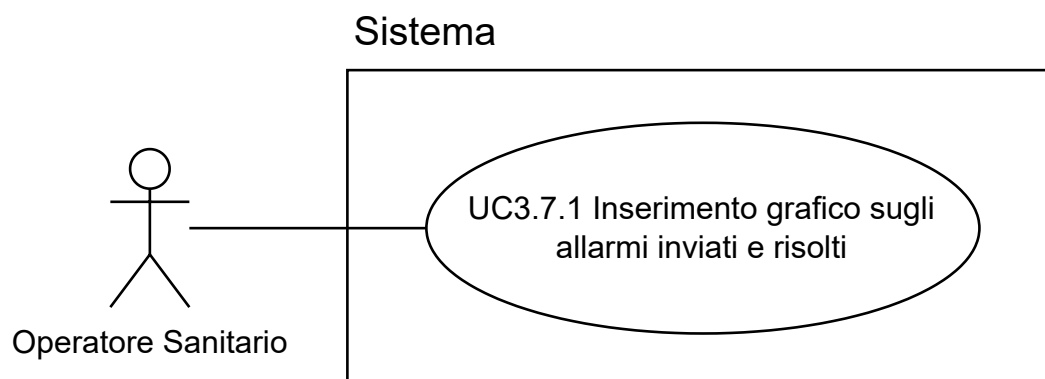 Sistema
UC3.7.1 Inserimento grafico sugli
allarmi inviati e risolti
Operatore Sanitario